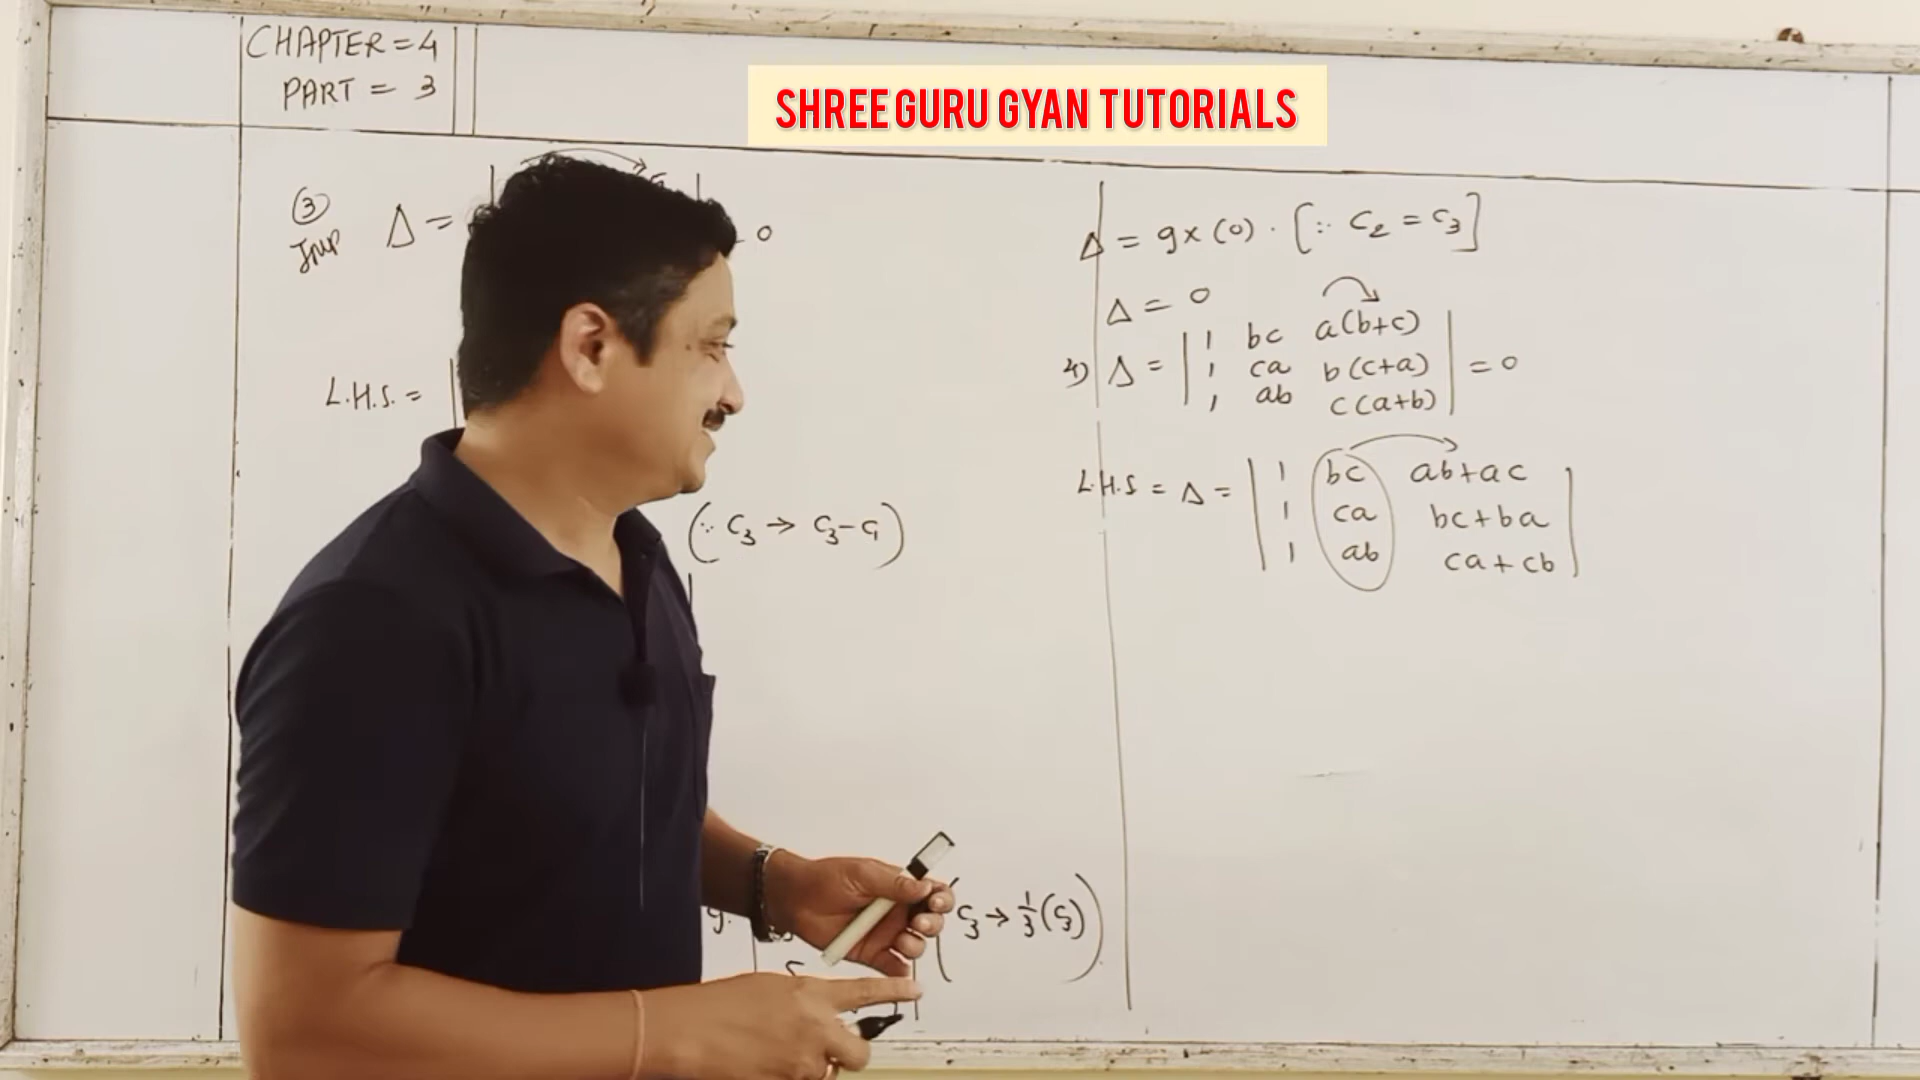 CHAPTER = 4
PART = 3
SHREE GURU GYAN TUTORIALS
③ Δ = = 0
Imp
L.H.S. =
(∵ C₃ → C₃ - C₁)
9.
(C₃ → 1/3 (C₃))
Δ = 9 × (0) . [∵ C₂ = C₃]
Δ = 0
4) Δ = | 1 bc a(b+c) |
| 1 ca b(c+a) | = 0
| 1 ab c(a+b) |
L.H.S = Δ = | 1 bc ab+ac |
| 1 ca bc+ba |
| 1 ab ca+cb |